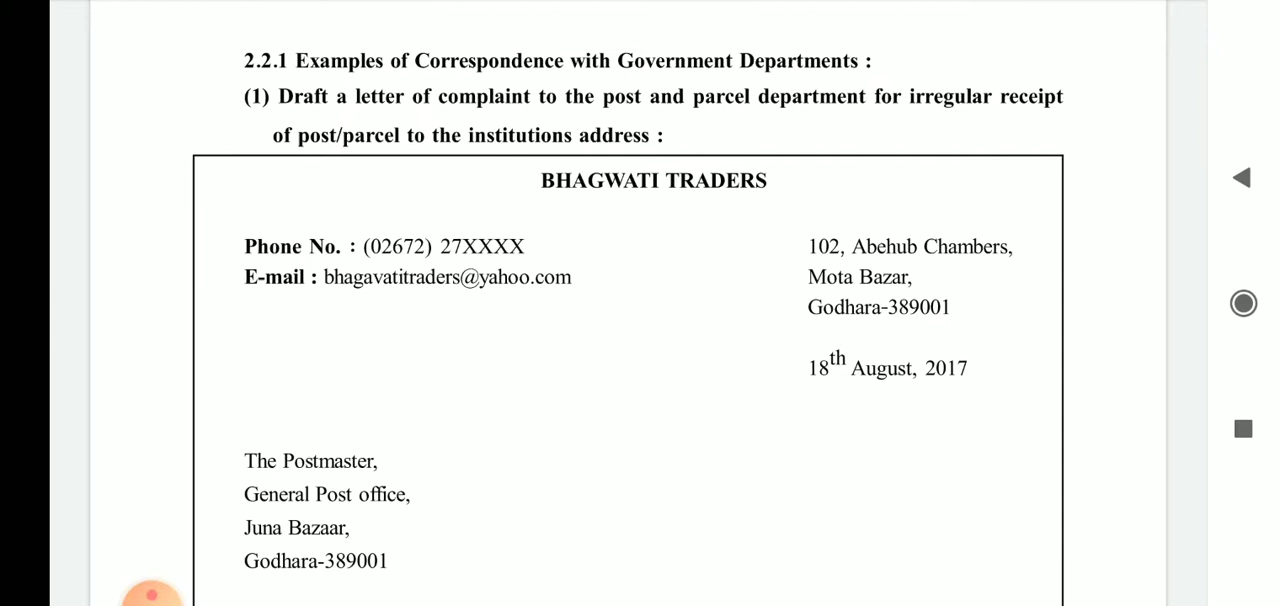 2.2.1 Examples of Correspondence with Government Departments :
(1) Draft a letter of complaint to the post and parcel department for irregular receipt
of post/parcel to the institutions address :
BHAGWATI TRADERS
Phone No. : (02672) 27XXXX
E-mail : bhagavatitraders@yahoo.com
102, Abehub Chambers,
Mota Bazar,
Godhara-389001
18th August, 2017
The Postmaster,
General Post office,
Juna Bazaar,
Godhara-389001